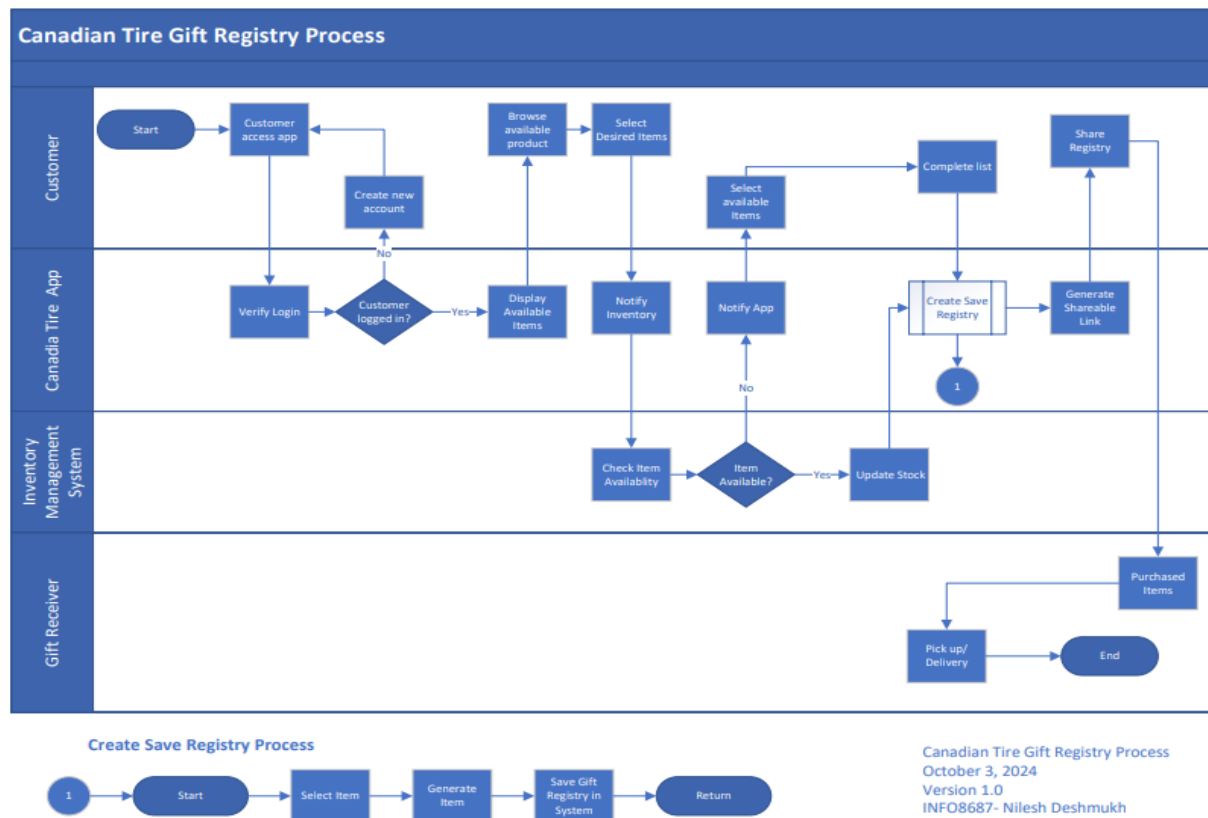 Canadian Tire Gift Registry Process
Customer
Start
Customer
access app
Create new
account
Browse
available
product
Select
Desired Items
Select
available
Items
Complete list
Share
Registry
No
Canadia Tire App
Verify Login
Customer
logged in?
Yes
Display
Available
Items
Notify
Inventory
Notify App
Create Save
Registry
Generate
Shareable
Link
1
No
Inventory
Management
System
Check Item
Availablity
Item
Available?
Yes
Update Stock
Gift Receiver
Purchased
Items
Pick up/
Delivery
End
Create Save Registry Process
1
Start
Select Item
Generate
Item
Save Gift
Registry in
System
Return
Canadian Tire Gift Registry Process
October 3, 2024
Version 1.0
INFO8687- Nilesh Deshmukh